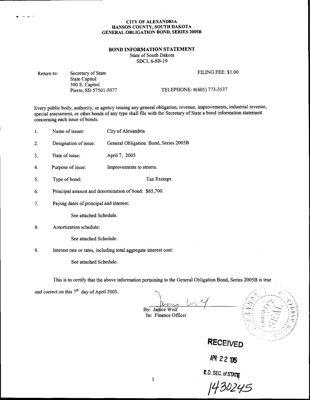 CITY OF ALEXANDRIA
HANSON COUNTY, SOUTH DAKOTA
GENERAL OBLIGATION BOND, SERIES 2005B
BOND INFORMATION STATEMENT
State of South Dakota
SDCL 6-8B-19
Return to: Secretary of State FILING FEE: $1.00
State Capitol
500 E. Capitol
Pierre, SD 57501-5077 TELEPHONE: #(605) 773-3537
Every public body, authority, or agency issuing any general obligation, revenue, improvements, industrial revenue,
special assessment, or other bonds of any type shall file with the Secretary of State a bond information statement
concerning each issue of bonds.
1. Name of issuer: City of Alexandria
2. Designation of issue: General Obligation Bond, Series 2005B
3. Date of issue: April 7, 2005
4. Purpose of issue: Improvements to streets.
5. Type of bond: Tax Exempt.
6. Principal amount and denomination of bond: $65,700.
7. Paying dates of principal and interest:
See attached Schedule.
8. Amortization schedule:
See attached Schedule.
9. Interest rate or rates, including total aggregate interest cost:
See attached Schedule.
This is to certify that the above information pertaining to the General Obligation Bond, Series 2005B is true
and correct on this 7th day of April 2005.
Janice Wolf
By: Janice Wolf
Its: Finance Officer
RECEIVED
APR 22 '05
S.D. SEC. of STATE
1
1430245